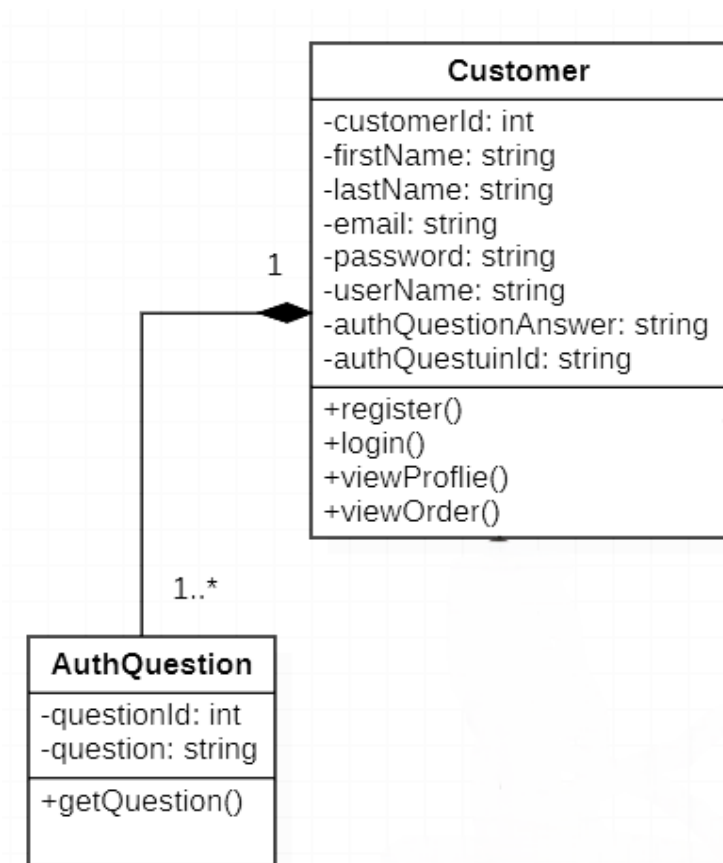 Customer
-customerId: int
-firstName: string
-lastName: string
-email: string
-password: string
-userName: string
-authQuestionAnswer: string
-authQuestuinId: string
+register()
+login()
+viewProflie()
+viewOrder()
1
1..*
AuthQuestion
-questionId: int
-question: string
+getQuestion()